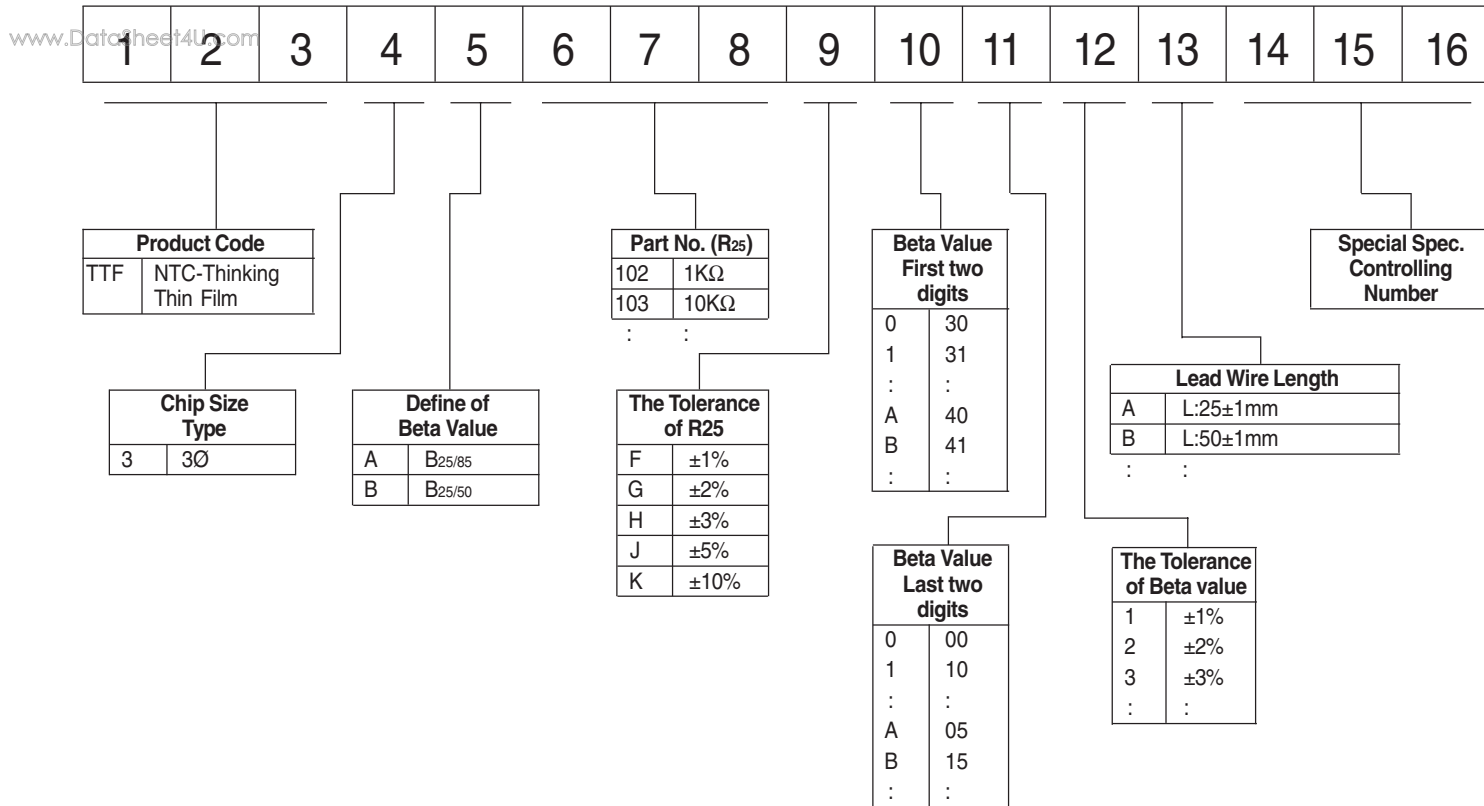 www.DataSheet4U.com
1 2 3 4 5 6 7 8 9 10 11 12 13 14 15 16
Product Code
TTF NTC-Thinking
Thin Film
Part No. (R25)
102 1KΩ
103 10KΩ
: :
Beta Value
First two
digits
0 30
1 31
: :
A 40
B 41
: :
Special Spec.
Controlling
Number
Chip Size
Type
3 3Ø
Define of
Beta Value
A B25/85
B B25/50
The Tolerance
of R25
F ±1%
G ±2%
H ±3%
J ±5%
K ±10%
Lead Wire Length
A L:25±1mm
B L:50±1mm
: :
Beta Value
Last two
digits
0 00
1 10
: :
A 05
B 15
: :
The Tolerance
of Beta value
1 ±1%
2 ±2%
3 ±3%
: :